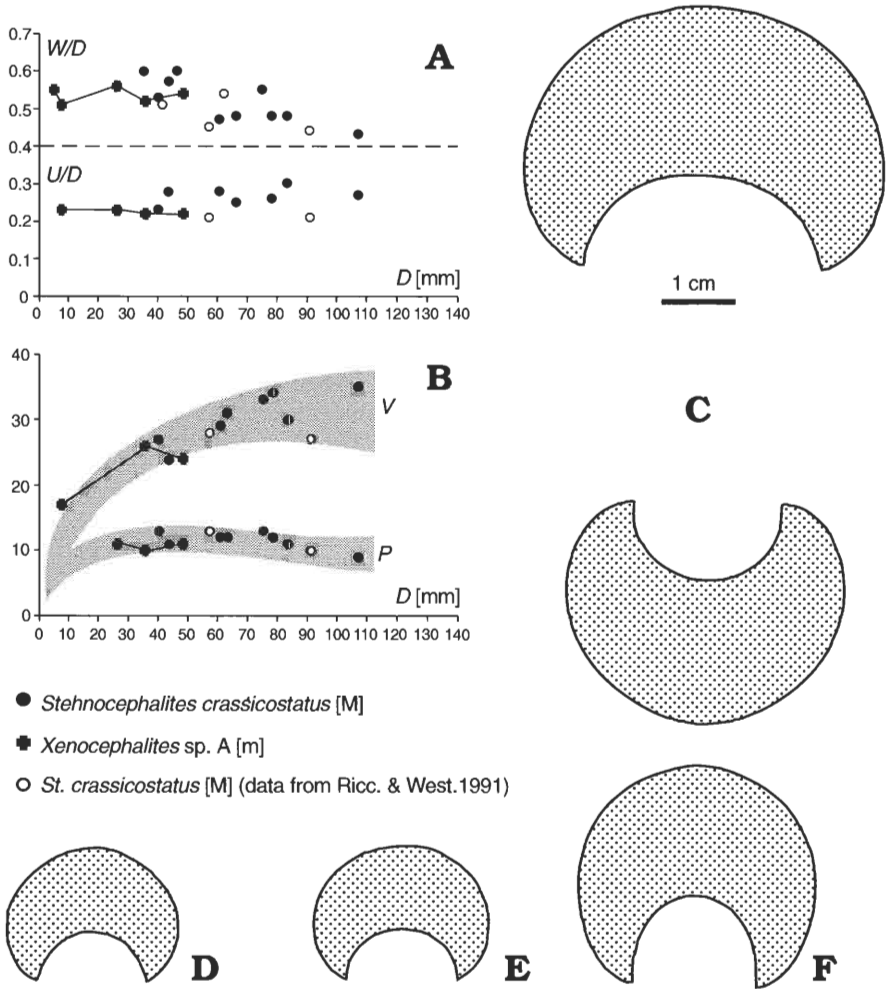 0.7
W/D
A
0.6
0.5
0.4
U/D
0.3
0.2
0.1
D [mm]
0
0 10 20 30 40 50 60 70 80 90 100 110 120 130 140
1 cm
40
B
V
30
C
20
10
P
D [mm]
0
0 10 20 30 40 50 60 70 80 90 100 110 120 130 140
Stehnocephalites crassicostatus [M]
Xenocephalites sp. A [m]
St. crassicostatus [M] (data from Ricc. & West.1991)
D
E
F